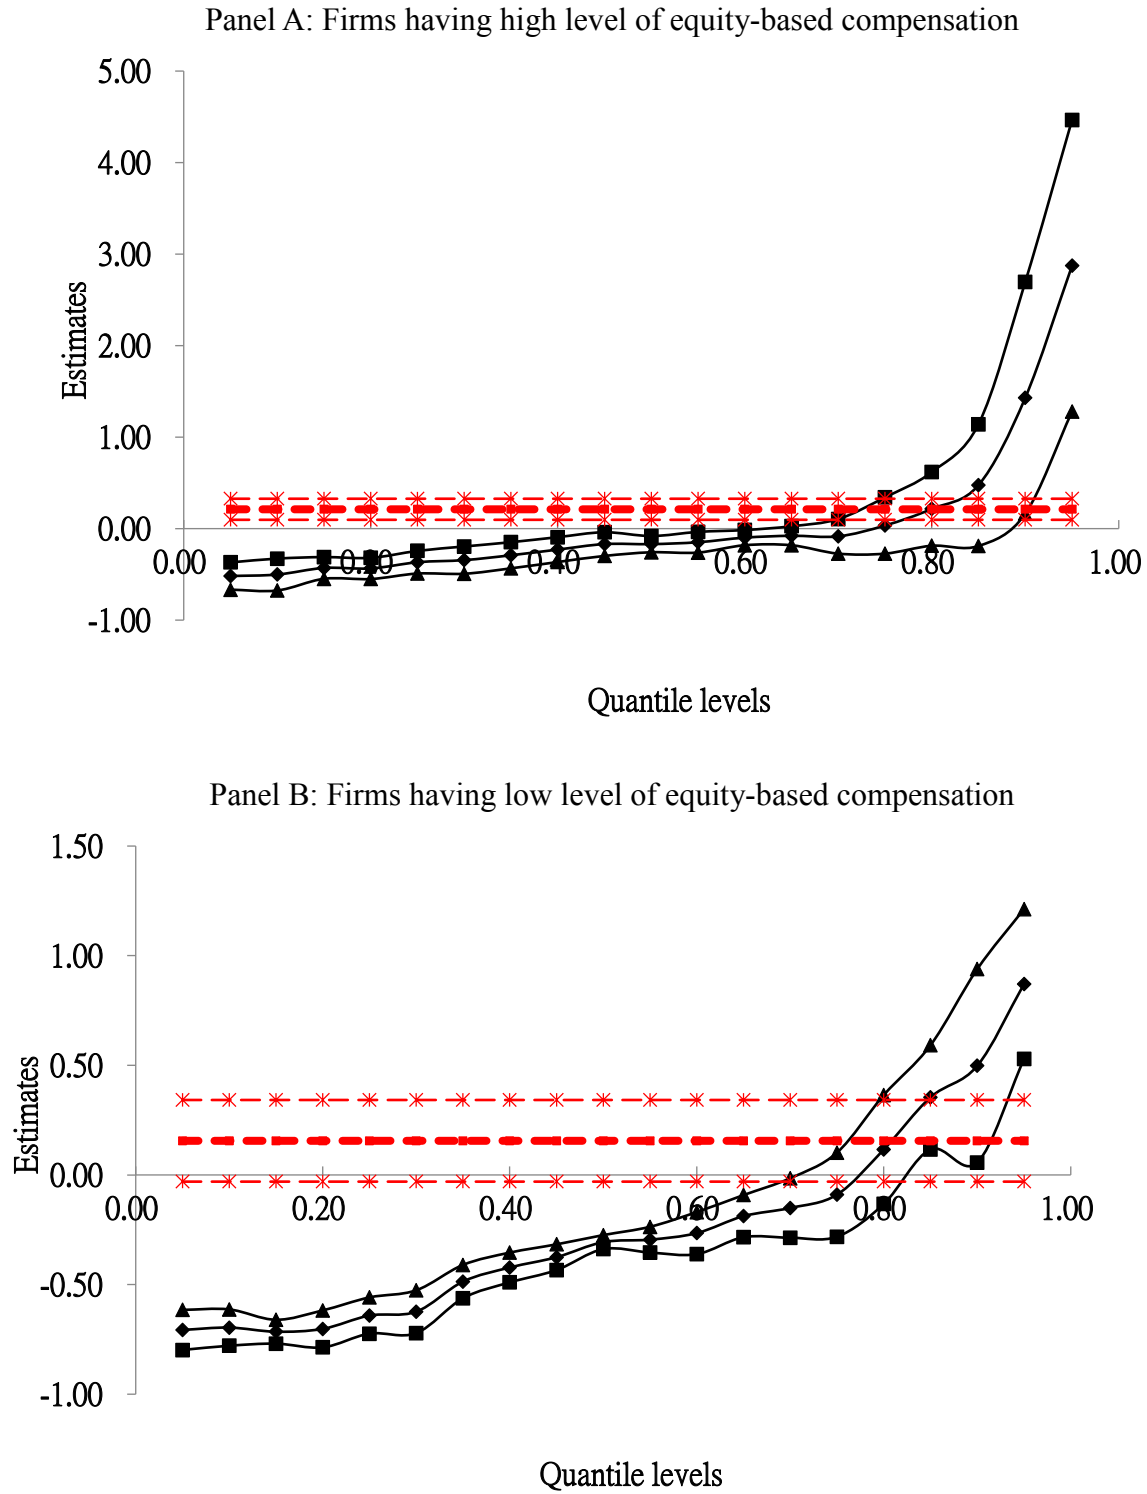 Panel A: Firms having high level of equity-based compensation
5.00
4.00
3.00
2.00
1.00
0.00
-1.00
Estimates
0.00 0.20 0.40 0.60 0.80 1.00
Quantile levels
Panel B: Firms having low level of equity-based compensation
1.50
1.00
0.50
0.00
-0.50
-1.00
Estimates
0.00 0.20 0.40 0.60 0.80 1.00
Quantile levels